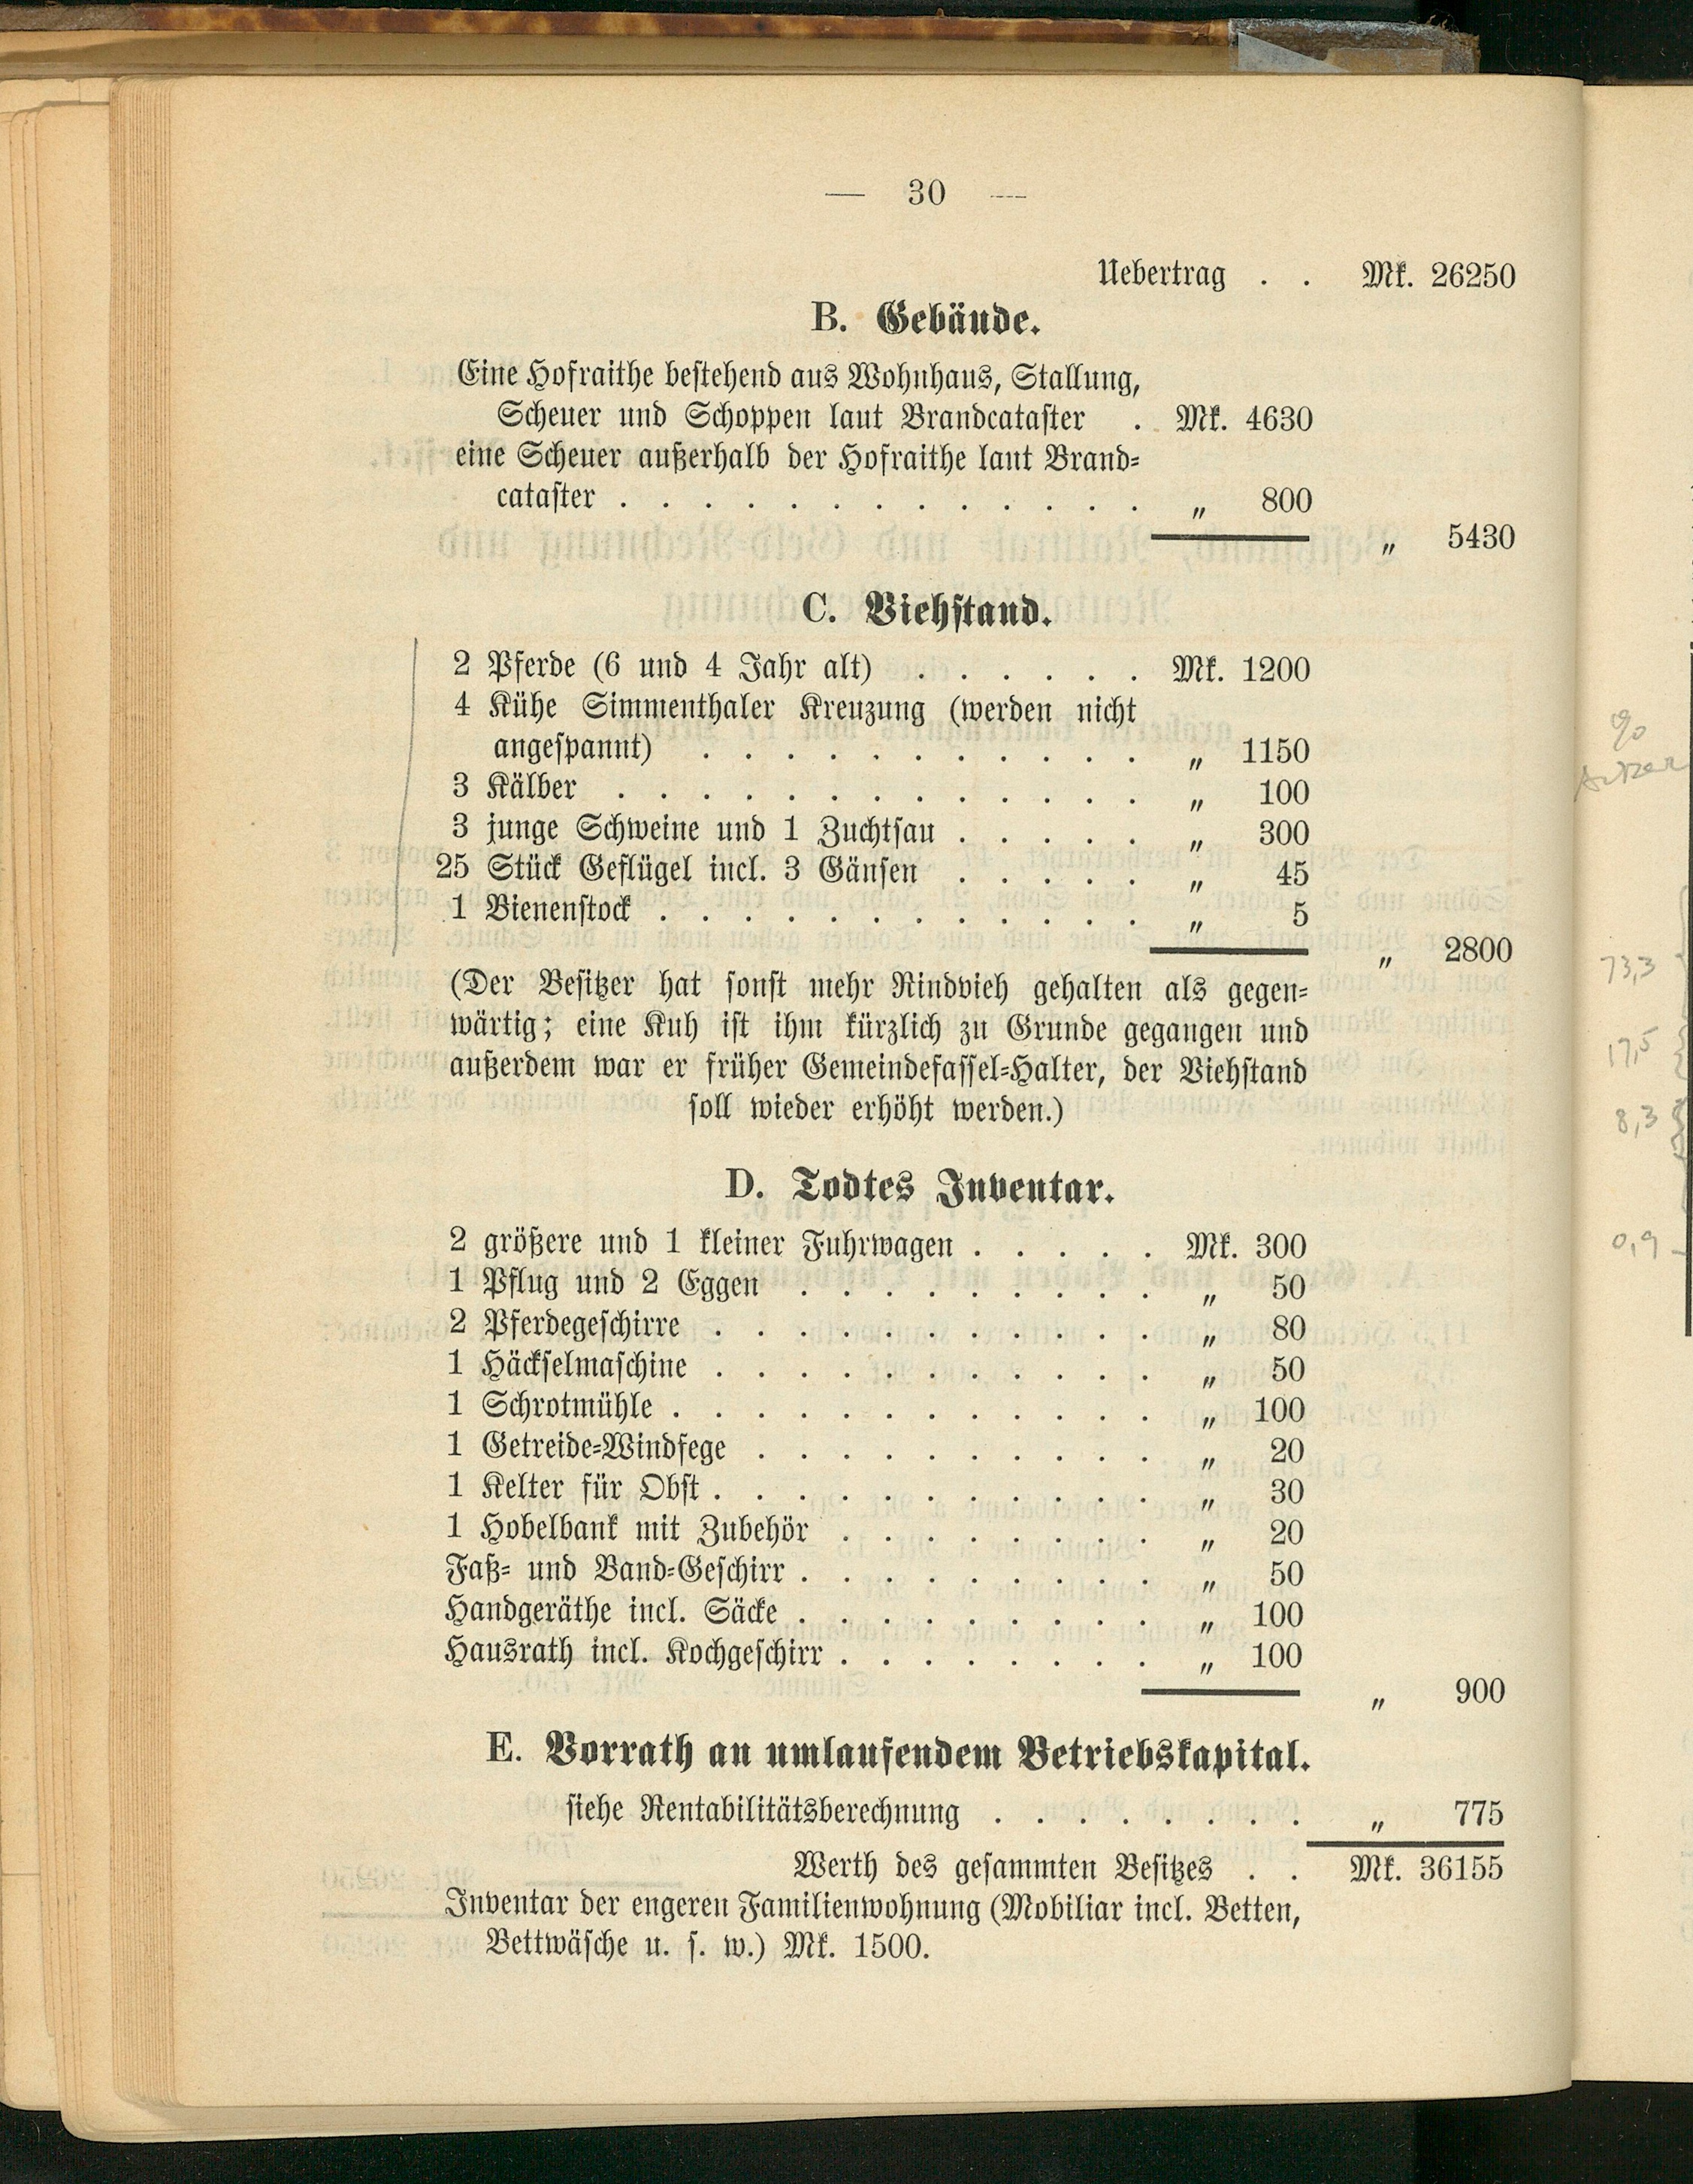 — 30 —
Uebertrag . . Mk. 26250
B. Gebäude.
Eine Hofraithe bestehend aus Wohnhaus, Stallung,
Scheuer und Schoppen laut Brandcataster . Mk. 4630
eine Scheuer außerhalb der Hofraithe laut Brand-
cataster . . . . . . . . . . . . . „ 800
„ 5430
C. Viehstand.
2 Pferde (6 und 4 Jahr alt) . . . . . . Mk. 1200
4 Kühe Simmenthaler Kreuzung (werden nicht
angespannt) . . . . . . . . . . . „ 1150
3 Kälber . . . . . . . . . . . . . „ 100
3 junge Schweine und 1 Zuchtsau . . . . . „ 300
25 Stück Geflügel incl. 3 Gänsen . . . . . „ 45
1 Bienenstock . . . . . . . . . . . . „ 5
„ 2800
(Der Besitzer hat sonst mehr Rindvieh gehalten als gegen-
wärtig; eine Kuh ist ihm kürzlich zu Grunde gegangen und
außerdem war er früher Gemeindefassel-Halter, der Viehstand
soll wieder erhöht werden.)
D. Todtes Inventar.
2 größere und 1 kleiner Fuhrwagen . . . . . Mk. 300
1 Pflug und 2 Eggen . . . . . . . . . „ 50
2 Pferdegeschirre . . . . . . . . . . . „ 80
1 Häckselmaschine . . . . . . . . . . . „ 50
1 Schrotmühle . . . . . . . . . . . . „ 100
1 Getreide-Windfege . . . . . . . . . . „ 20
1 Kelter für Obst . . . . . . . . . . . „ 30
1 Hobelbank mit Zubehör . . . . . . . . „ 20
Faß- und Band-Geschirr . . . . . . . . . „ 50
Handgeräthe incl. Säcke . . . . . . . . . „ 100
Hausrath incl. Kochgeschirr . . . . . . . . „ 100
„ 900
E. Vorrath an umlaufendem Betriebskapital.
siehe Rentabilitätsberechnung . . . . . . . . „ 775
Werth des gesammten Besitzes . . Mk. 36155
Inventar der engeren Familienwohnung (Mobiliar incl. Betten,
Bettwäsche u. s. w.) Mk. 1500.
%
73,3
17,5
8,3
0,9